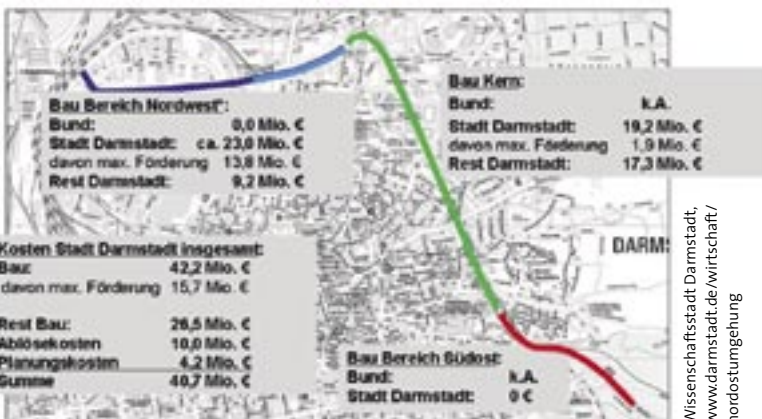 Bau Bereich Nordwest*:
Bund: 0,0 Mio. €
Stadt Darmstadt: ca. 23,0 Mio. €
davon max. Förderung 13,8 Mio. €
Rest Darmstadt: 9,2 Mio. €
Bau Kern:
Bund: k.A.
Stadt Darmstadt: 19,2 Mio. €
davon max. Förderung 1,9 Mio. €
Rest Darmstadt: 17,3 Mio. €
DARMS
Kosten Stadt Darmstadt insgesamt:
Bau: 42,2 Mio. €
davon max. Förderung 15,7 Mio. €
Rest Bau: 26,5 Mio. €
Ablösekosten 10,0 Mio. €
Planungskosten 4,2 Mio. €
Summe 40,7 Mio. €
Bau Bereich Südost:
Bund: k.A.
Stadt Darmstadt: 0 €
Wissenschaftsstadt Darmstadt,
www.darmstadt.de/wirtschaft/
nordostumgehung